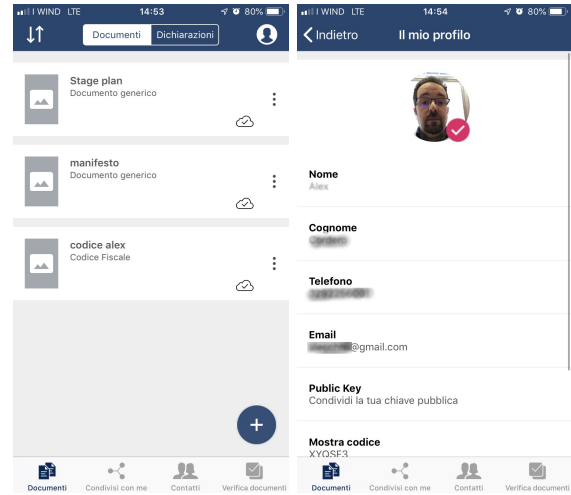 WIND LTE 14:53 80%
Documenti Dichiarazioni
Stage plan
Documento generico
manifesto
Documento generico
codice alex
Codice Fiscale
+
Documenti Condivisi con me Contatti Verifica documenti
WIND LTE 14:54 80%
Indietro Il mio profilo
Nome
Alex
Cognome
Telefono
Email
@gmail.com
Public Key
Condividi la tua chiave pubblica
Mostra codice
XYQSF3
Documenti Condivisi con me Contatti Verifica documenti